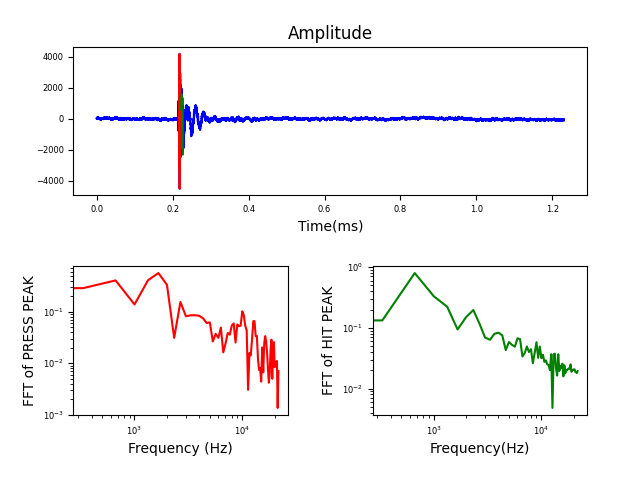 Amplitude
4000
2000
0
−2000
−4000
0.0 0.2 0.4 0.6 0.8 1.0 1.2
Time(ms)
FFT of PRESS PEAK
10⁻¹
10⁻²
10⁻³
10³ 10⁴
Frequency (Hz)
FFT of HIT PEAK
10⁰
10⁻¹
10⁻²
10³ 10⁴
Frequency(Hz)